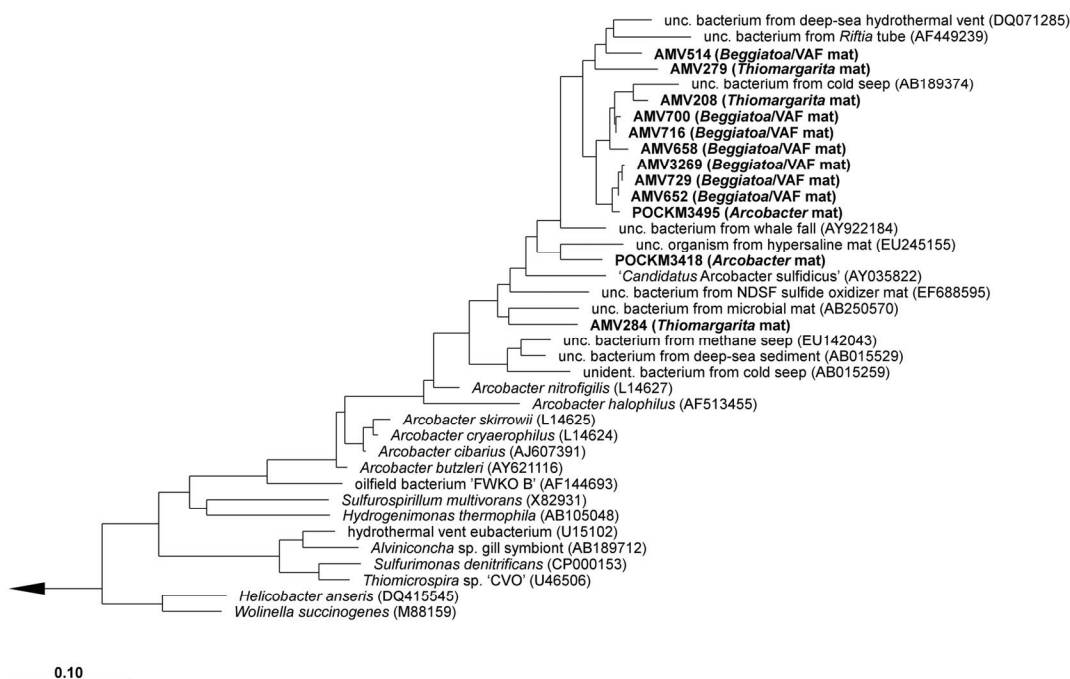 unc. bacterium from deep-sea hydrothermal vent (DQ071285)
unc. bacterium from Riftia tube (AF449239)
AMV514 (Beggiatoa/VAF mat)
AMV279 (Thiomargarita mat)
unc. bacterium from cold seep (AB189374)
AMV208 (Thiomargarita mat)
AMV700 (Beggiatoa/VAF mat)
AMV716 (Beggiatoa/VAF mat)
AMV658 (Beggiatoa/VAF mat)
AMV3269 (Beggiatoa/VAF mat)
AMV729 (Beggiatoa/VAF mat)
AMV652 (Beggiatoa/VAF mat)
POCKM3495 (Arcobacter mat)
unc. bacterium from whale fall (AY922184)
unc. organism from hypersaline mat (EU245155)
POCKM3418 (Arcobacter mat)
‘Candidatus Arcobacter sulfidicus’ (AY035822)
unc. bacterium from NDSF sulfide oxidizer mat (EF688595)
unc. bacterium from microbial mat (AB250570)
AMV284 (Thiomargarita mat)
unc. bacterium from methane seep (EU142043)
unc. bacterium from deep-sea sediment (AB015529)
unident. bacterium from cold seep (AB015259)
Arcobacter nitrofigilis (L14627)
Arcobacter halophilus (AF513455)
Arcobacter skirrowii (L14625)
Arcobacter cryaerophilus (L14624)
Arcobacter cibarius (AJ607391)
Arcobacter butzleri (AY621116)
oilfield bacterium ’FWKO B’ (AF144693)
Sulfurospirillum multivorans (X82931)
Hydrogenimonas thermophila (AB105048)
hydrothermal vent eubacterium (U15102)
Alviniconcha sp. gill symbiont (AB189712)
Sulfurimonas denitrificans (CP000153)
Thiomicrospira sp. ‘CVO’ (U46506)
Helicobacter anseris (DQ415545)
Wolinella succinogenes (M88159)
0.10